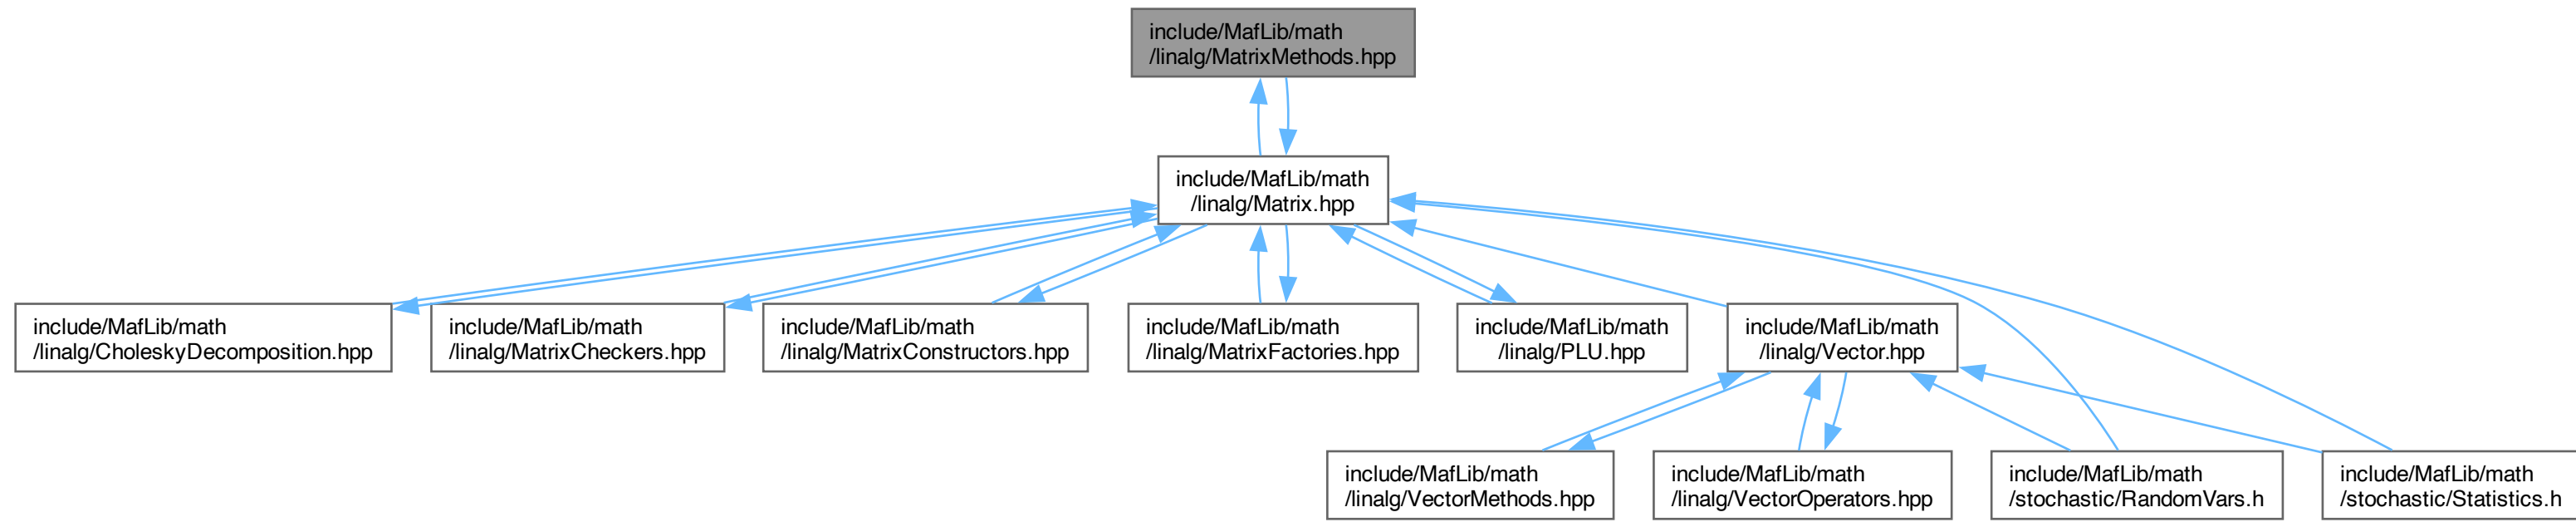 include/MafLib/math
/linalg/MatrixMethods.hpp
include/MafLib/math
/linalg/Matrix.hpp
include/MafLib/math
/linalg/CholeskyDecomposition.hpp
include/MafLib/math
/linalg/MatrixCheckers.hpp
include/MafLib/math
/linalg/MatrixConstructors.hpp
include/MafLib/math
/linalg/MatrixFactories.hpp
include/MafLib/math
/linalg/PLU.hpp
include/MafLib/math
/linalg/Vector.hpp
include/MafLib/math
/linalg/VectorMethods.hpp
include/MafLib/math
/linalg/VectorOperators.hpp
include/MafLib/math
/stochastic/RandomVars.h
include/MafLib/math
/stochastic/Statistics.h